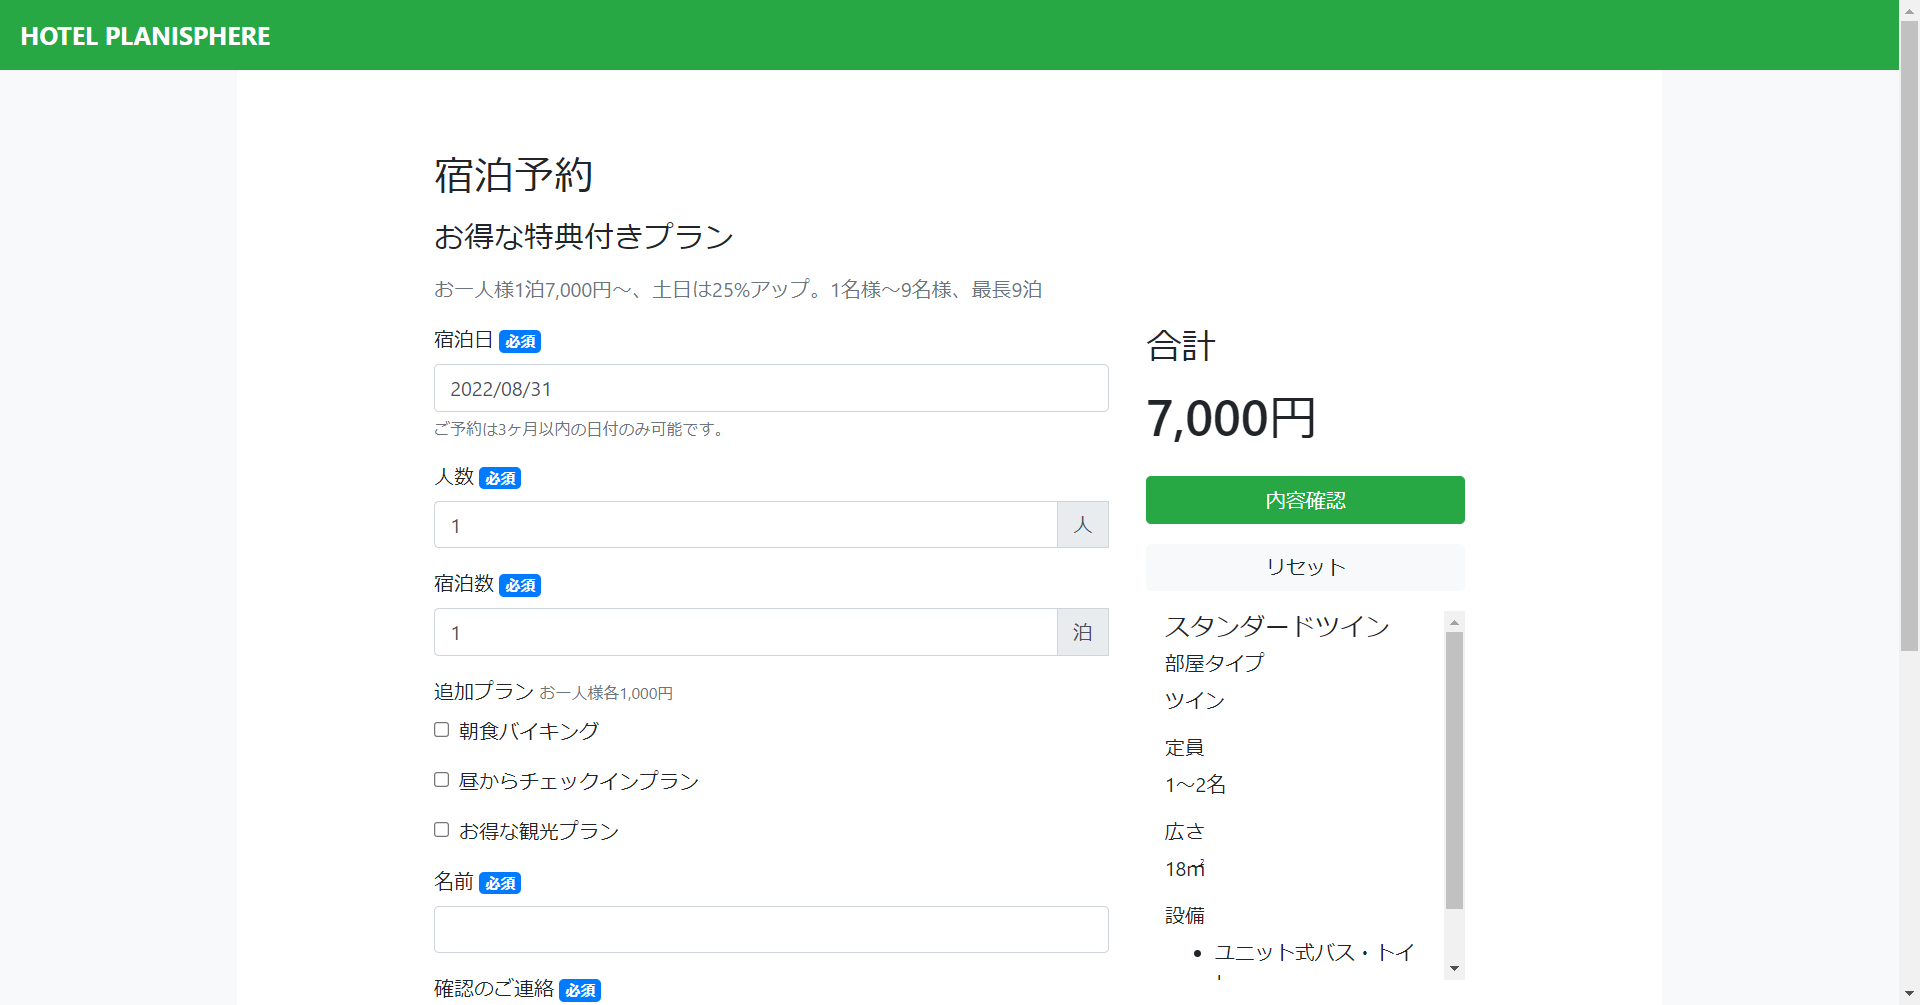 HOTEL PLANISPHERE
宿泊予約
お得な特典付きプラン
お一人様1泊7,000円〜、土日は25%アップ。1名様〜9名様、最長9泊
宿泊日 必須
2022/08/31
ご予約は3ヶ月以内の日付のみ可能です。
人数 必須
1 人
宿泊数 必須
1 泊
追加プラン お一人様各1,000円
朝食バイキング
昼からチェックインプラン
お得な観光プラン
名前 必須
確認のご連絡 必須
合計
7,000円
内容確認
リセット
スタンダードツイン
部屋タイプ
ツイン
定員
1〜2名
広さ
18㎡
設備
ユニット式バス・トイ